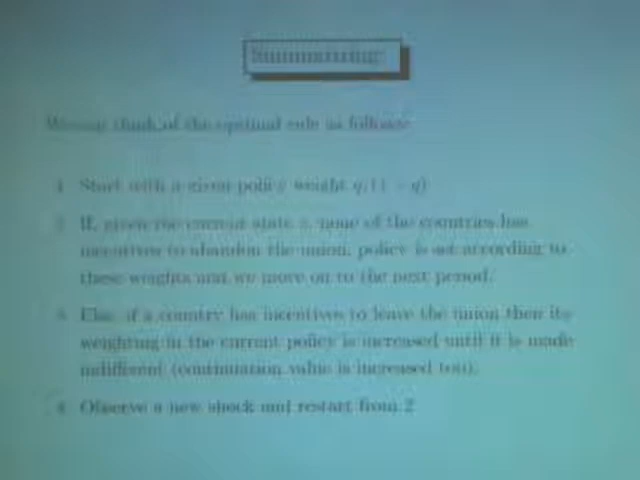 Summarizing:
We can think of the optimal rule as follows:
1 Start with a given policy weight q, (1 - q)
2 If, given the current state s, none of the countries has
incentives to abandon the union, policy is set according to
these weights and we move on to the next period.
3 Else, if a country has incentives to leave the union then its
weighting in the current policy is increased until it is made
indifferent (continuation value is increased too).
4 Observe a new shock and restart from 2